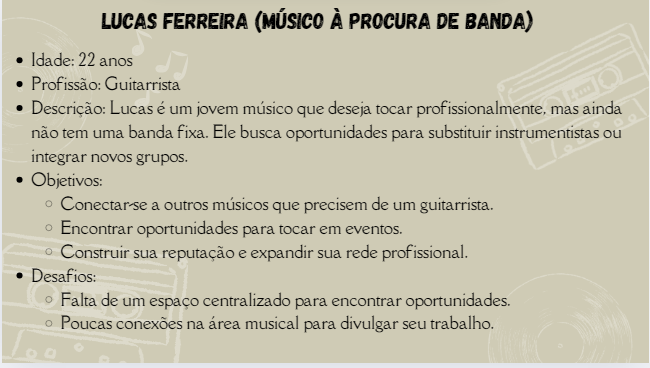 LUCAS FERREIRA (MÚSICO À PROCURA DE BANDA)
• Idade: 22 anos
• Profissão: Guitarrista
• Descrição: Lucas é um jovem músico que deseja tocar profissionalmente, mas ainda
não tem uma banda fixa. Ele busca oportunidades para substituir instrumentistas ou
integrar novos grupos.
• Objetivos:
◦ Conectar-se a outros músicos que precisem de um guitarrista.
◦ Encontrar oportunidades para tocar em eventos.
◦ Construir sua reputação e expandir sua rede profissional.
• Desafios:
◦ Falta de um espaço centralizado para encontrar oportunidades.
◦ Poucas conexões na área musical para divulgar seu trabalho.